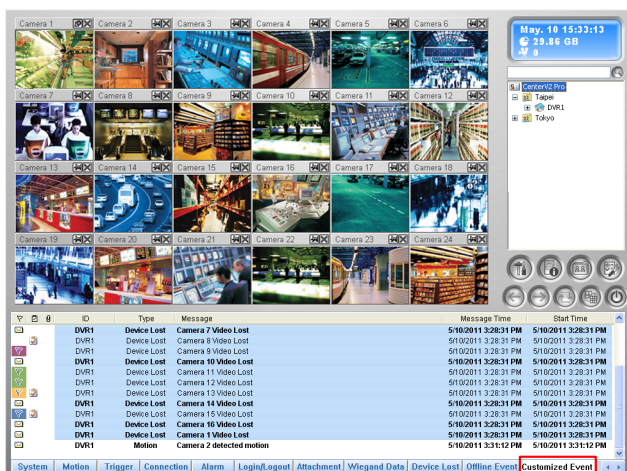 Camera 1 Camera 2 Camera 3 Camera 4 Camera 5 Camera 6
Camera 7 Camera 8 Camera 9 Camera 10 Camera 11 Camera 12
Camera 13 Camera 14 Camera 15 Camera 16 Camera 17 Camera 18
Camera 19 Camera 20 Camera 21 Camera 22 Camera 23 Camera 24
May. 10 15:33:13
29.86 GB
0
CenterV2 Pro
Taipei
DVR1
Tokyo
ID Type Message Message Time Start Time
DVR1 Device Lost Camera 7 Video Lost 5/10/2011 3:28:31 PM 5/10/2011 3:28:31 PM
DVR1 Device Lost Camera 8 Video Lost 5/10/2011 3:28:31 PM 5/10/2011 3:28:31 PM
DVR1 Device Lost Camera 9 Video Lost 5/10/2011 3:28:31 PM 5/10/2011 3:28:31 PM
DVR1 Device Lost Camera 10 Video Lost 5/10/2011 3:28:31 PM 5/10/2011 3:28:31 PM
DVR1 Device Lost Camera 11 Video Lost 5/10/2011 3:28:31 PM 5/10/2011 3:28:31 PM
DVR1 Device Lost Camera 12 Video Lost 5/10/2011 3:28:31 PM 5/10/2011 3:28:31 PM
DVR1 Device Lost Camera 13 Video Lost 5/10/2011 3:28:31 PM 5/10/2011 3:28:31 PM
DVR1 Device Lost Camera 14 Video Lost 5/10/2011 3:28:31 PM 5/10/2011 3:28:31 PM
DVR1 Device Lost Camera 15 Video Lost 5/10/2011 3:28:31 PM 5/10/2011 3:28:31 PM
DVR1 Device Lost Camera 16 Video Lost 5/10/2011 3:28:31 PM 5/10/2011 3:28:31 PM
DVR1 Device Lost Camera 1 Video Lost 5/10/2011 3:28:31 PM 5/10/2011 3:28:31 PM
DVR1 Motion Camera 2 detected motion 5/10/2011 3:31:12 PM 5/10/2011 3:31:12 PM
System Motion Trigger Connection Alarm Login/Logout Attachment Wiegand Data Device Lost Offline Event Customized Event